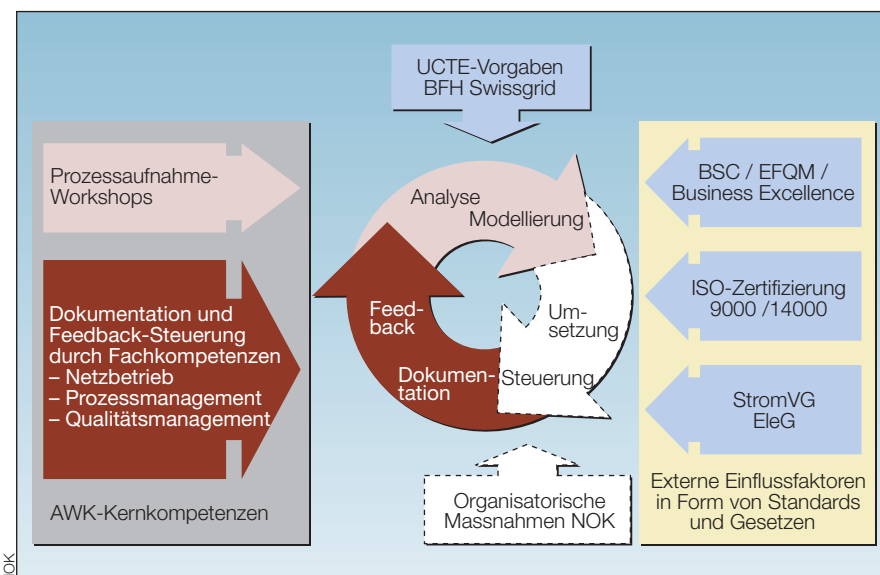 UCTE-Vorgaben
BFH Swissgrid
Prozessaufnahme-
Workshops
Dokumentation und
Feedback-Steuerung
durch Fachkompetenzen
– Netzbetrieb
– Prozessmanagement
– Qualitätsmanagement
AWK-Kernkompetenzen
Analyse
Modellierung
Um-
setzung
Steuerung
Dokumen-
tation
Feed-
back
Organisatorische
Massnahmen NOK
BSC / EFQM /
Business Excellence
ISO-Zertifizierung
9000 /14000
StromVG
EleG
Externe Einflussfaktoren
in Form von Standards
und Gesetzen
NOK